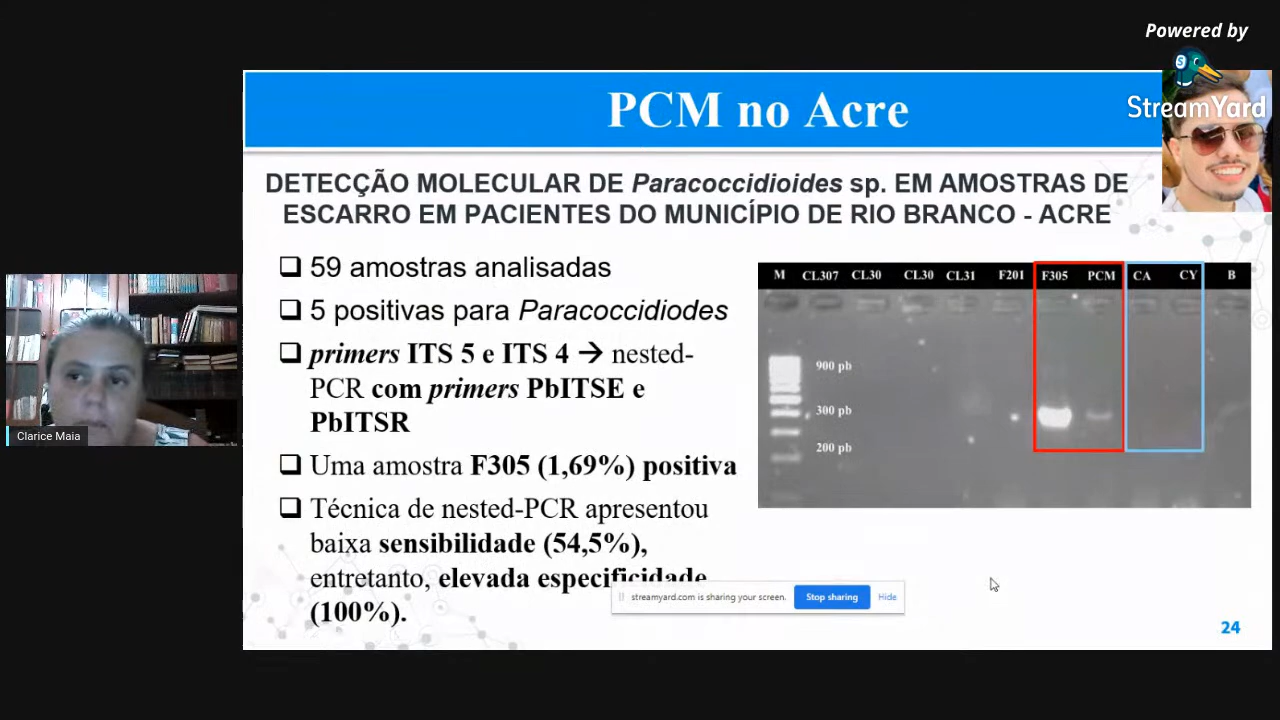 Powered by
StreamYard
PCM no Acre
DETECÇÃO MOLECULAR DE Paracoccidioides sp. EM AMOSTRAS DE
ESCARRO EM PACIENTES DO MUNICÍPIO DE RIO BRANCO - ACRE
59 amostras analisadas
5 positivas para Paracoccidiodes
primers ITS 5 e ITS 4 → nested-
PCR com primers PbITSE e
PbITSR
Uma amostra F305 (1,69%) positiva
Técnica de nested-PCR apresentou
baixa sensibilidade (54,5%),
entretanto, elevada especificidade
(100%).
M CL307 CL30 CL30 CL31 F201 F305 PCM CA CY B
900 pb
300 pb
200 pb
Clarice Maia
streamyard.com is sharing your screen. Stop sharing Hide
24